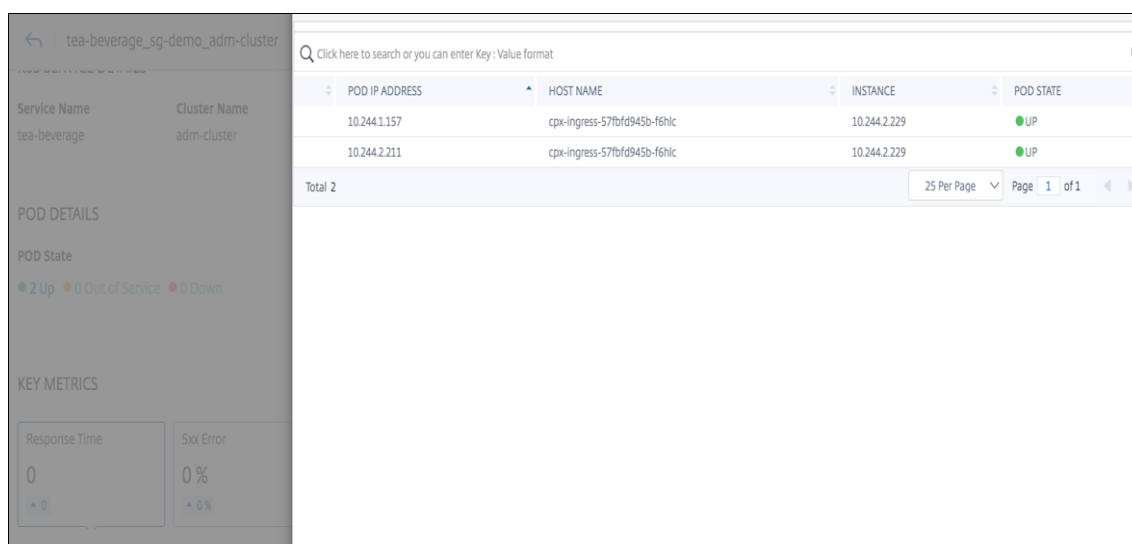 tea-beverage_sg-demo_adm-cluster
Service Name Cluster Name
tea-beverage adm-cluster
POD DETAILS
POD State
2 Up 0 Out of Service 0 Down
KEY METRICS
Response Time 5xx Error
0 0 %
0 0 %
Click here to search or you can enter Key : Value format
POD IP ADDRESS HOST NAME INSTANCE POD STATE
10.244.1.157 cpx-ingress-57fbfd945b-f6hlc 10.244.2.229 UP
10.244.2.211 cpx-ingress-57fbfd945b-f6hlc 10.244.2.229 UP
Total 2 25 Per Page Page 1 of 1